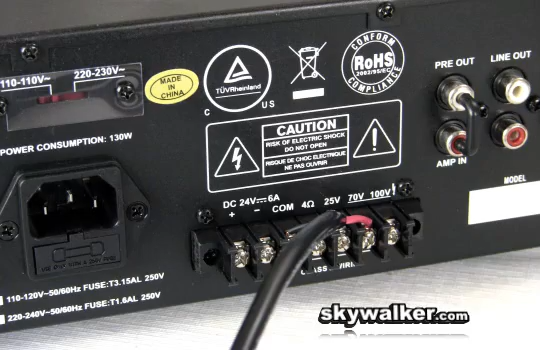 110-110V~ 220-230V~
MADE IN CHINA
TÜVRheinland
C US
CONFORM
RoHS
2002/95/EC
COMPLIANCE
PRE OUT LINE OUT
POWER CONSUMPTION: 130W
CAUTION
RISK OF ELECTRIC SHOCK
DO NOT OPEN
RISQUE DE CHOC ELECTRIQUE
NE PAS OUVRIR
AMP IN
MODEL
DC 24V 6A
+ − COM 4Ω 25V 70V 100V
110-120V~50/60Hz FUSE:T3.15AL 250V
220-240V~50/60Hz FUSE:T1.6AL 250V
skywalker.com